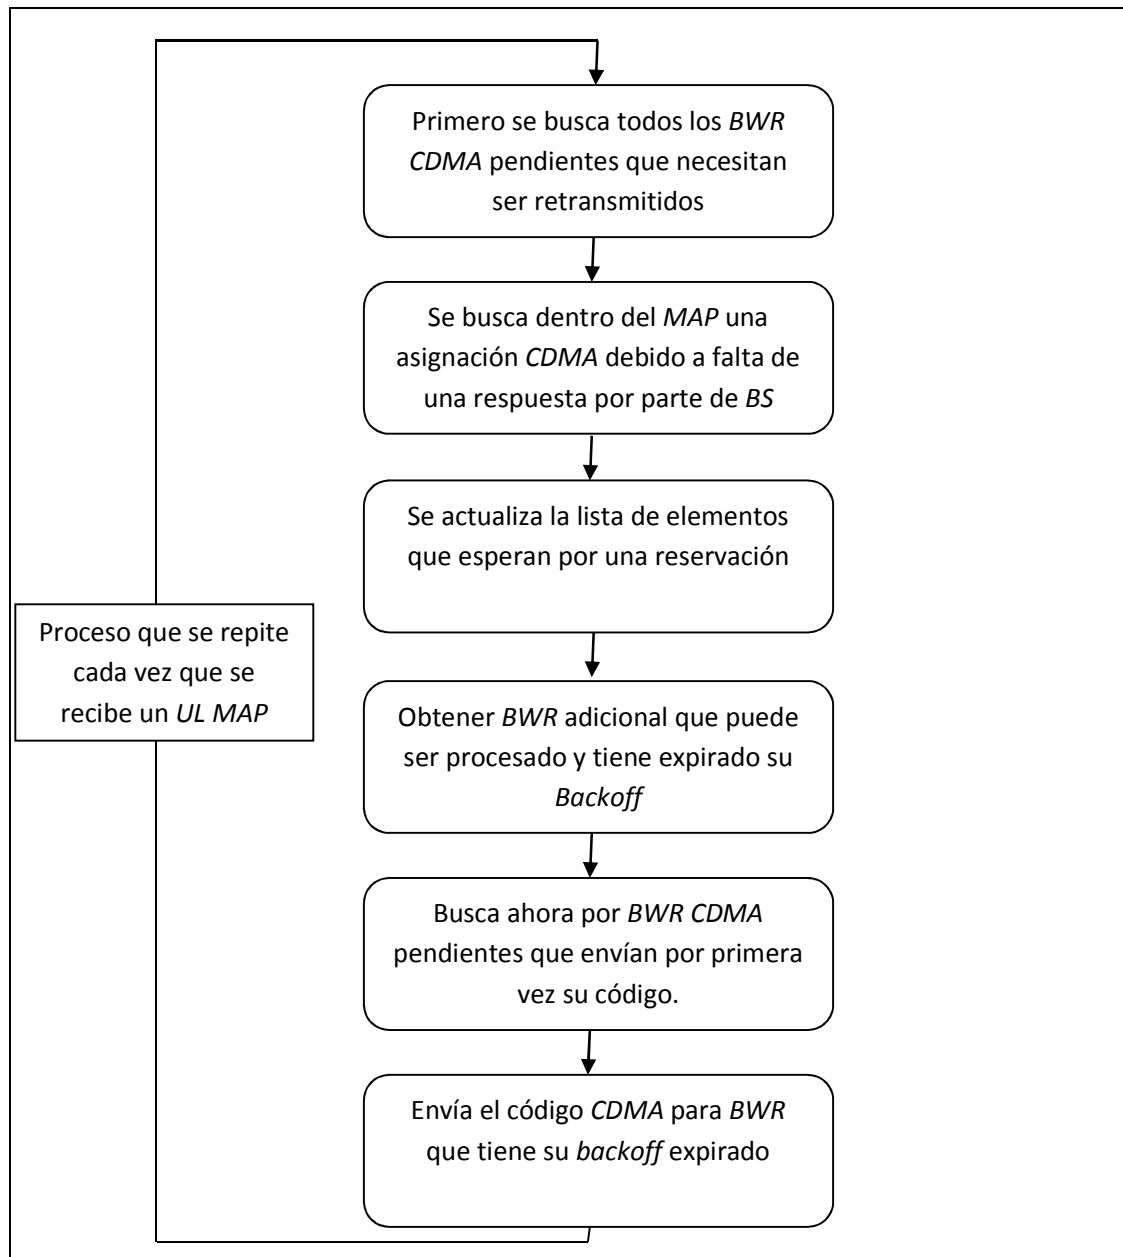 Primero se busca todos los BWR
CDMA pendientes que necesitan
ser retransmitidos
Se busca dentro del MAP una
asignación CDMA debido a falta de
una respuesta por parte de BS
Se actualiza la lista de elementos
que esperan por una reservación
Proceso que se repite
cada vez que se
recibe un UL MAP
Obtener BWR adicional que puede
ser procesado y tiene expirado su
Backoff
Busca ahora por BWR CDMA
pendientes que envían por primera
vez su código.
Envía el código CDMA para BWR
que tiene su backoff expirado